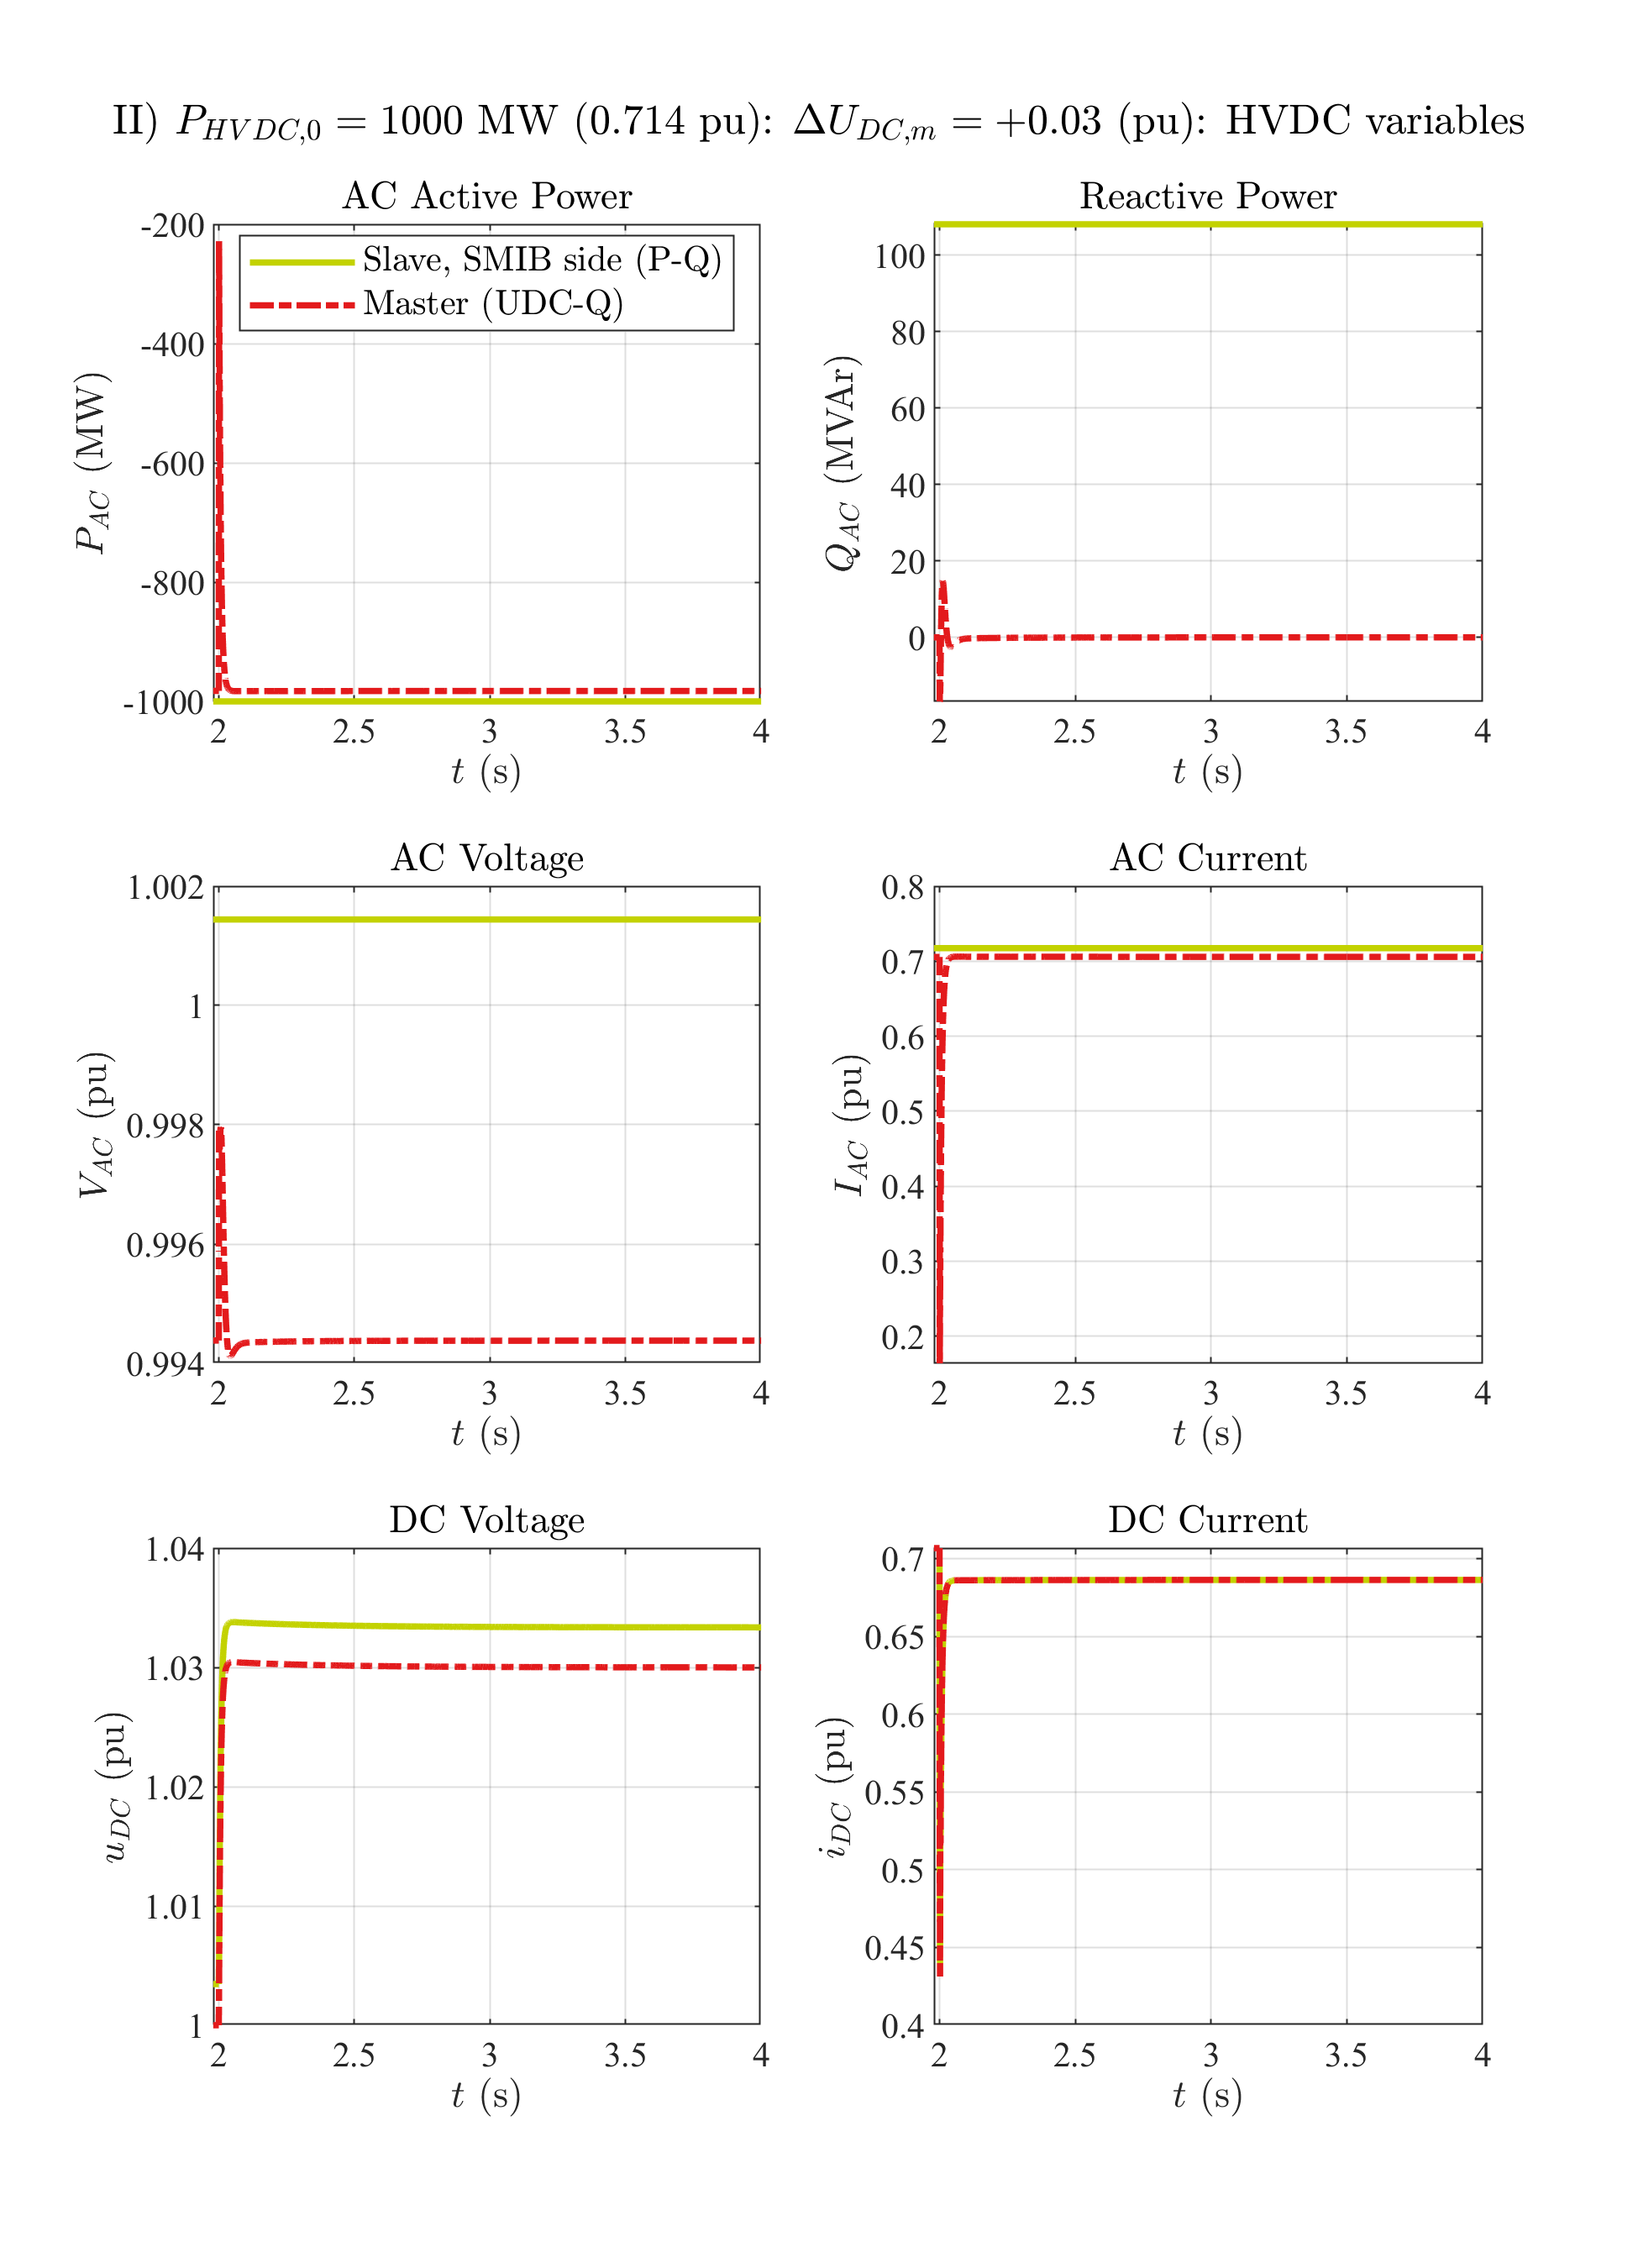 II) P_{HVDC,0} = 1000 MW (0.714 pu): ΔU_{DC,m} = +0.03 (pu): HVDC variables
AC Active Power
-200
-400
-600
-800
-1000
P_{AC} (MW)
Slave, SMIB side (P-Q)
Master (UDC-Q)
2 2.5 3 3.5 4
t (s)
Reactive Power
100
80
60
40
20
0
Q_{AC} (MVAr)
2 2.5 3 3.5 4
t (s)
AC Voltage
1.002
1
0.998
0.996
0.994
V_{AC} (pu)
2 2.5 3 3.5 4
t (s)
AC Current
0.8
0.7
0.6
0.5
0.4
0.3
0.2
I_{AC} (pu)
2 2.5 3 3.5 4
t (s)
DC Voltage
1.04
1.03
1.02
1.01
1
u_{DC} (pu)
2 2.5 3 3.5 4
t (s)
DC Current
0.7
0.65
0.6
0.55
0.5
0.45
0.4
i_{DC} (pu)
2 2.5 3 3.5 4
t (s)